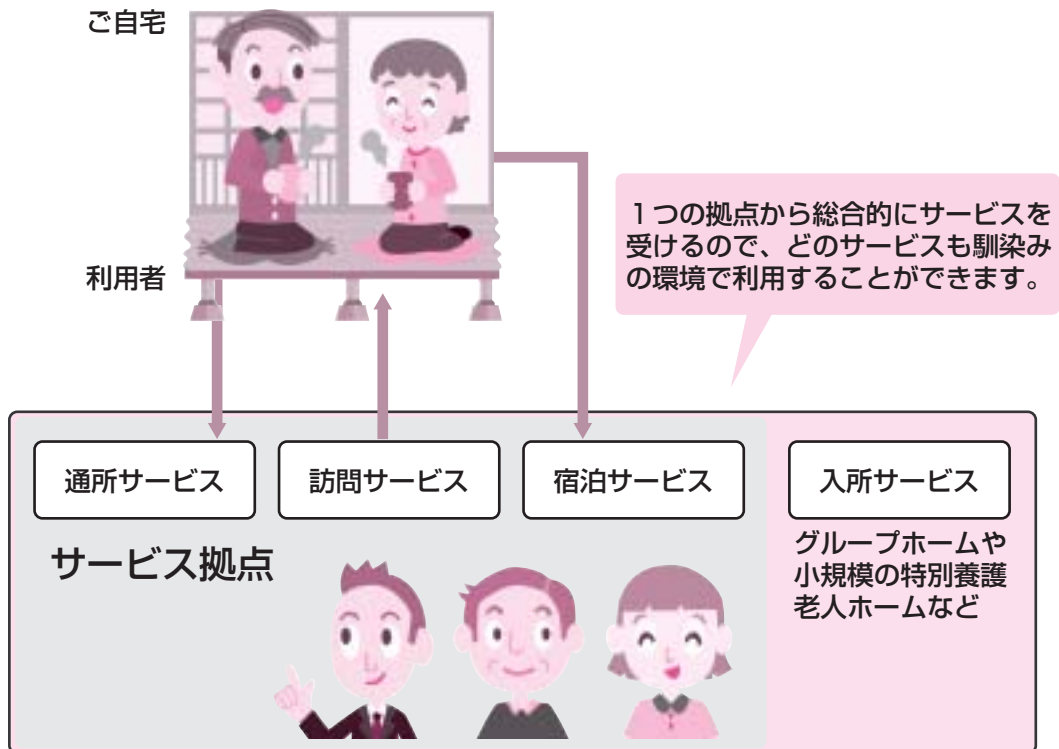 ご自宅
利用者
１つの拠点から総合的にサービスを
受けるので、どのサービスも馴染み
の環境で利用することができます。
通所サービス
訪問サービス
宿泊サービス
入所サービス
サービス拠点
グループホームや
小規模の特別養護
老人ホームなど